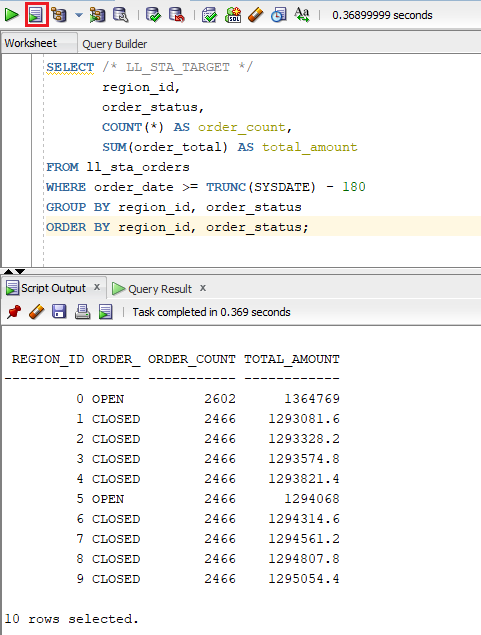 0.36899999 seconds
Worksheet Query Builder
SELECT /* LL_STA_TARGET */
region_id,
order_status,
COUNT(*) AS order_count,
SUM(order_total) AS total_amount
FROM ll_sta_orders
WHERE order_date >= TRUNC(SYSDATE) - 180
GROUP BY region_id, order_status
ORDER BY region_id, order_status;
Script Output x Query Result x
Task completed in 0.369 seconds
REGION_ID ORDER_ ORDER_COUNT TOTAL_AMOUNT
---------- ------ ----------- ------------
0 OPEN 2602 1364769
1 CLOSED 2466 1293081.6
2 CLOSED 2466 1293328.2
3 CLOSED 2466 1293574.8
4 CLOSED 2466 1293821.4
5 OPEN 2466 1294068
6 CLOSED 2466 1294314.6
7 CLOSED 2466 1294561.2
8 CLOSED 2466 1294807.8
9 CLOSED 2466 1295054.4
10 rows selected.